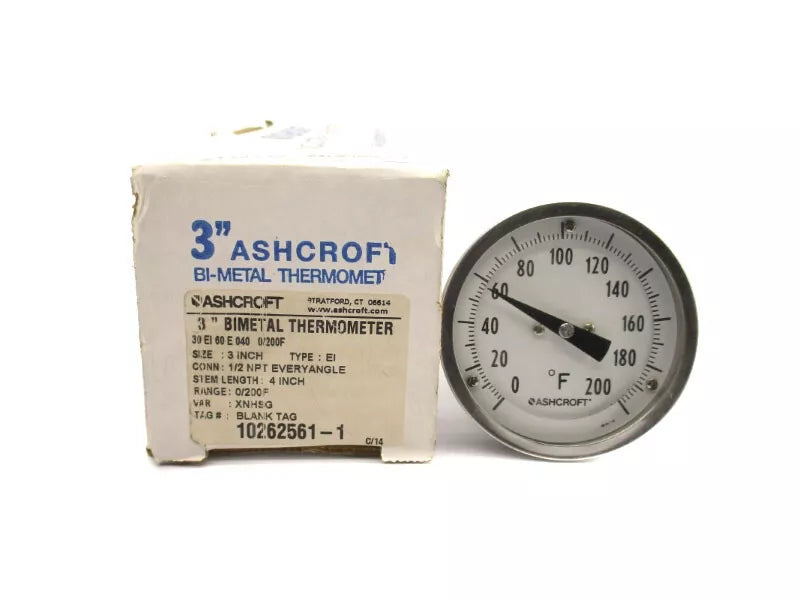 3" ASHCROFT
BI-METAL THERMOMET
ASHCROFT STRATFORD, CT 06614
www.ashcroft.com
3 " BIMETAL THERMOMETER
30 EI 60 E 040 0/200F
SIZE : 3 INCH TYPE : EI
CONN : 1/2 NPT EVERYANGLE
STEM LENGTH : 4 INCH
RANGE : 0/200F
VAR : XNHSG
TAG # : BLANK TAG
10262561-1
C/14
0
20
40
60
80
100
120
140
160
180
200
°F
ASHCROFT